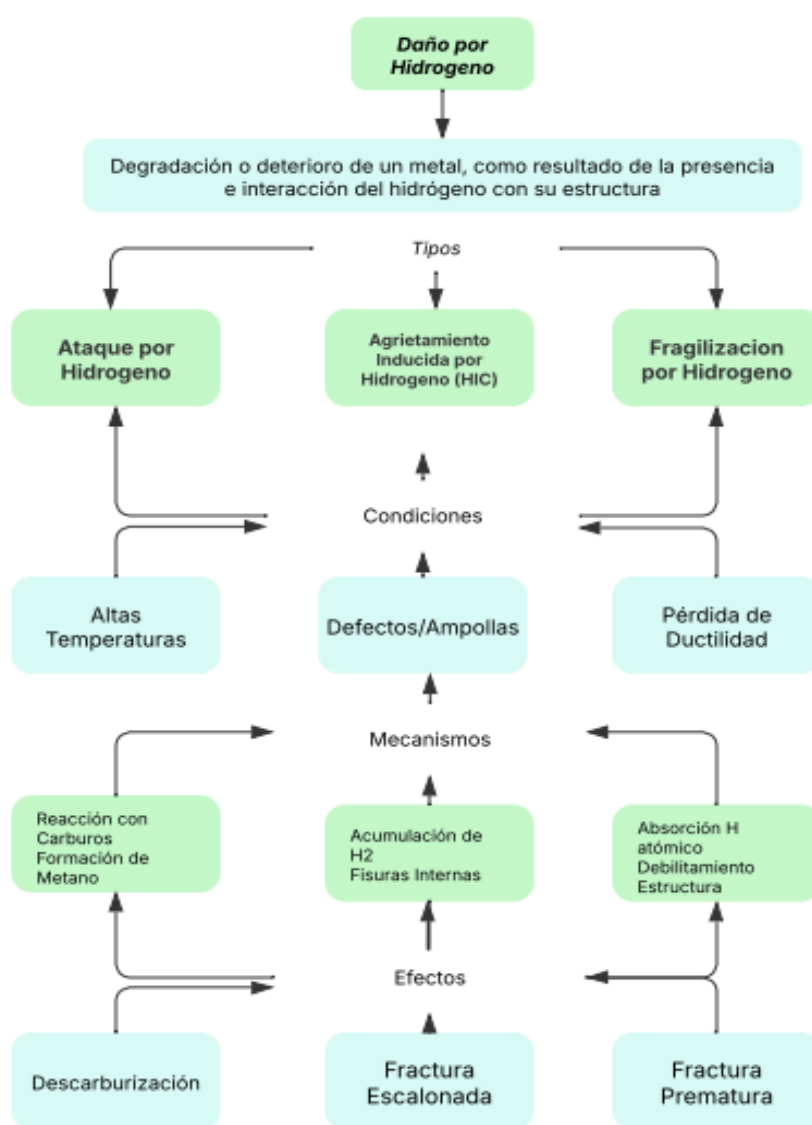 Daño por
Hidrogeno
Degradación o deterioro de un metal, como resultado de la presencia
e interacción del hidrógeno con su estructura
Tipos
Ataque por
Hidrogeno
Agrietamiento
Inducida por
Hidrogeno (HIC)
Fragilizacion
por Hidrogeno
Condiciones
Altas
Temperaturas
Defectos/Ampollas
Pérdida de
Ductilidad
Mecanismos
Reacción con
Carburos
Formación de
Metano
Acumulación de
H2
Fisuras Internas
Absorción H
atómico
Debilitamiento
Estructura
Efectos
Descarburización
Fractura
Escalonada
Fractura
Prematura